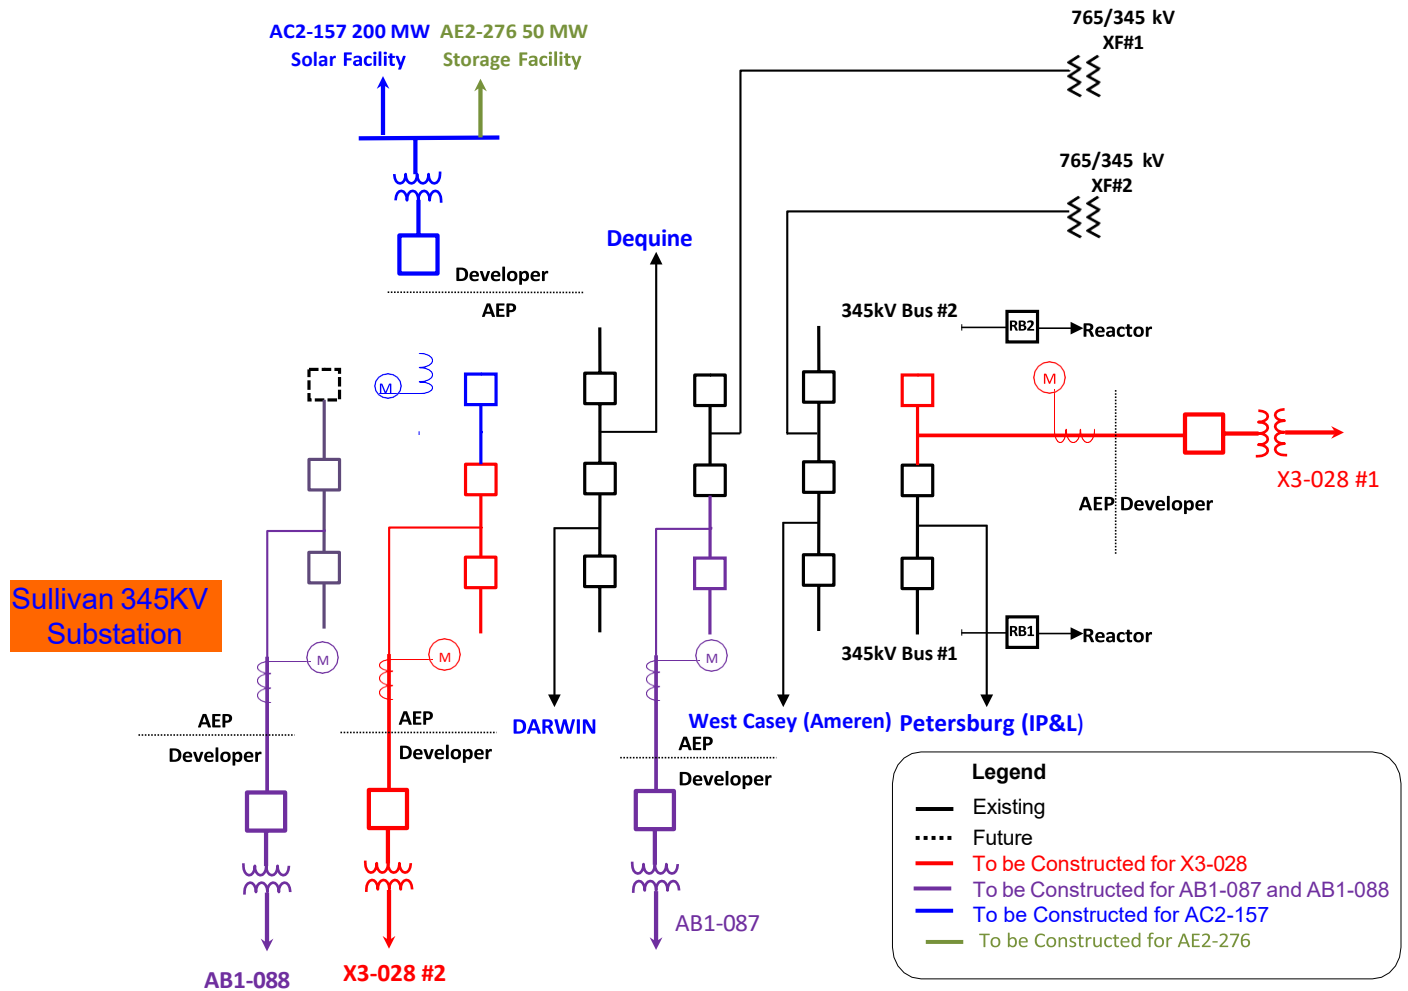 AC2-157 200 MW
Solar Facility
AE2-276 50 MW
Storage Facility
765/345 kV
XF#1
765/345 kV
XF#2
Dequine
Developer
AEP
345kV Bus #2
RB2
Reactor
M
M
X3-028 #1
AEP
Developer
Sullivan 345KV
Substation
M
M
M
345kV Bus #1
RB1
Reactor
AEP
Developer
AEP
Developer
DARWIN
AEP
Developer
West Casey (Ameren)
Petersburg (IP&L)
AB1-088
X3-028 #2
AB1-087
Legend
Existing
Future
To be Constructed for X3-028
To be Constructed for AB1-087 and AB1-088
To be Constructed for AC2-157
To be Constructed for AE2-276